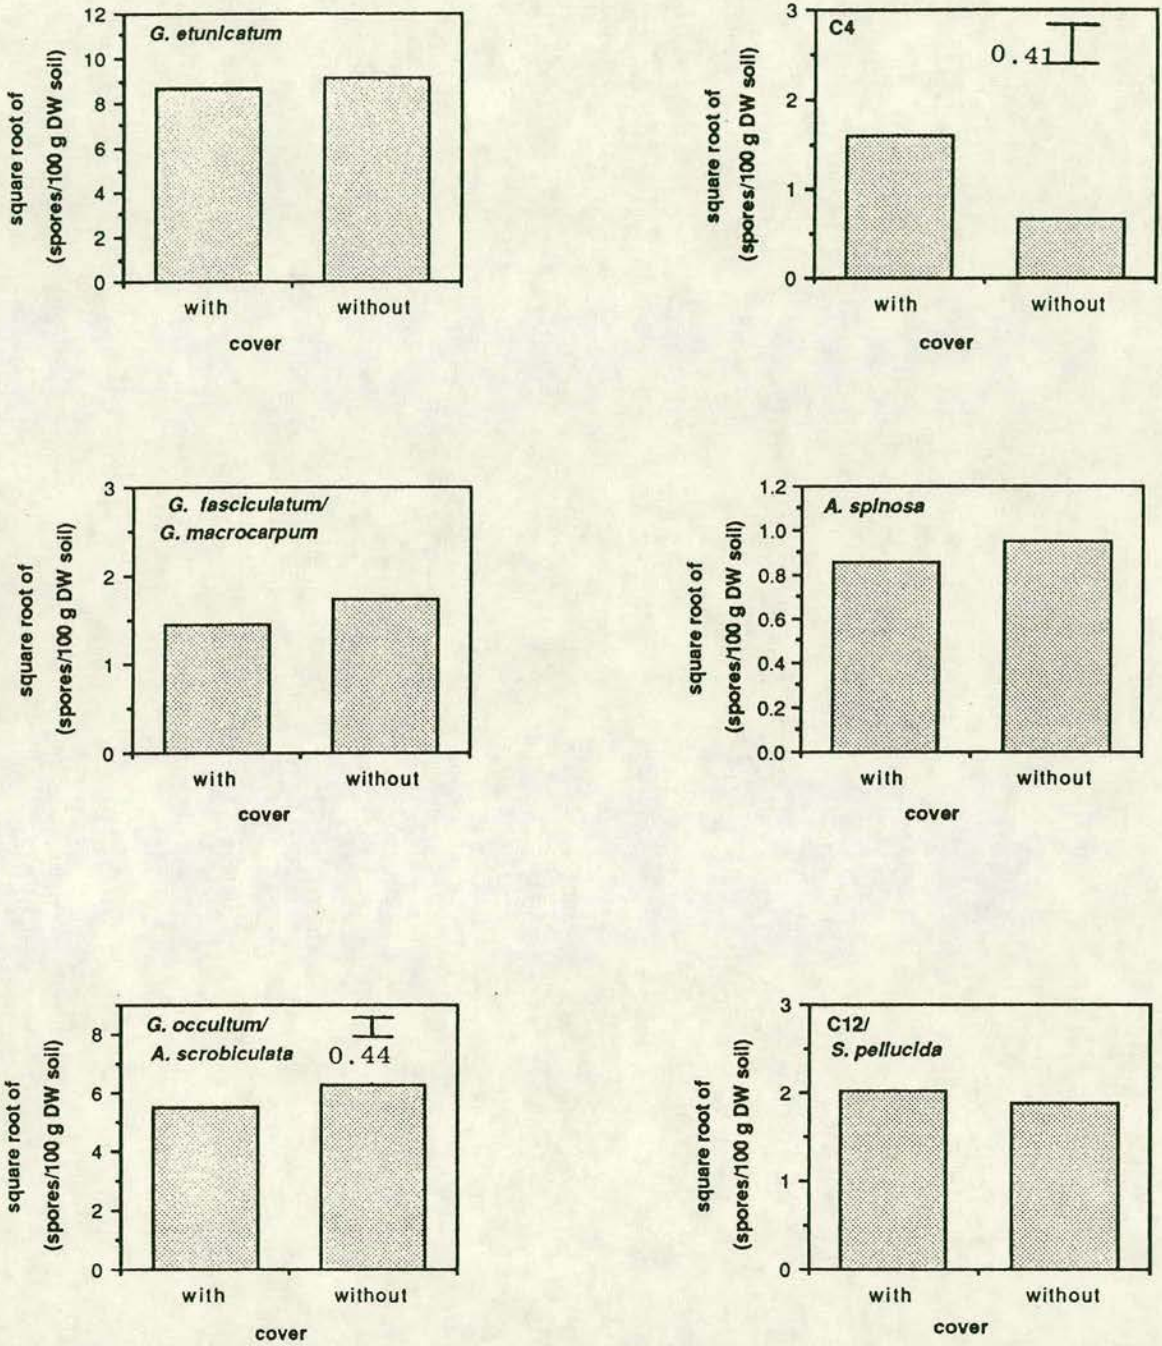 G. etunicatum
12
10
8
6
4
2
0
square root of
(spores/100 g DW soil)
with without
cover
C4
0.41
3
2
1
0
square root of
(spores/100 g DW soil)
with without
cover
G. fasciculatum/
G. macrocarpum
3
2
1
0
square root of
(spores/100 g DW soil)
with without
cover
A. spinosa
1.2
1.0
0.8
0.6
0.4
0.2
0.0
square root of
(spores/100 g DW soil)
with without
cover
G. occultum/
A. scrobiculata 0.44
8
6
4
2
0
square root of
(spores/100 g DW soil)
with without
cover
C12/
S. pellucida
3
2
1
0
square root of
(spores/100 g DW soil)
with without
cover